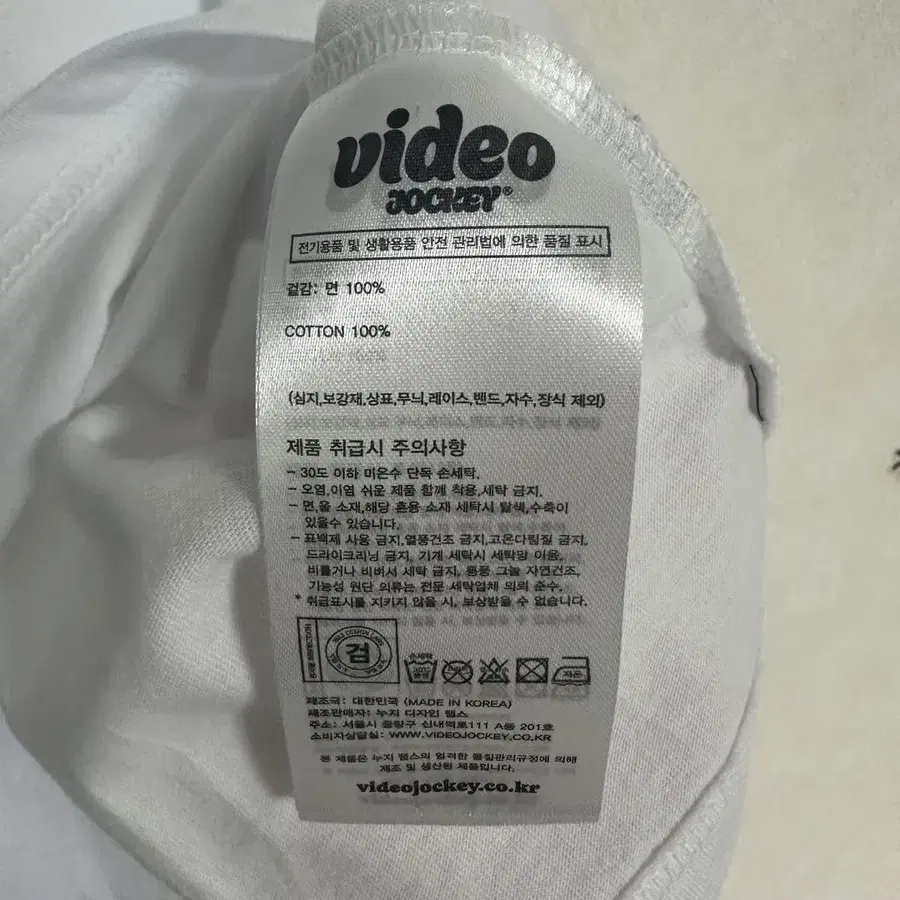 video
JOCKEY®
전기용품 및 생활용품 안전 관리법에 의한 품질 표시
겉감: 면 100%
COTTON 100%
(심지,보강재,상표,무늬,레이스,밴드,자수,장식 제외)
제품 취급시 주의사항
- 30도 이하 미온수 단독 손세탁.
- 오염,이염 쉬운 제품 함께 착용,세탁 금지.
- 면,울 소재,해당 혼용 소재 세탁시 탈색,수축이
있을수 있습니다.
- 표백제 사용 금지,열풍건조 금지,고온다림질 금지,
드라이크리닝 금지, 기계 세탁시 세탁망 이용,
비틀거나 비벼서 세탁 금지, 통풍 그늘 자연건조,
기능성 원단 의류는 전문 세탁업체 의뢰 준수.
* 취급표시를 지키지 않을 시, 보상받을 수 없습니다.
검
손세탁
30℃
중성
저온
제조국: 대한민국 (MADE IN KOREA)
제조판매자: 누지 디자인 랩스
주소: 서울시 중랑구 신내역로111 A동 201호
소비자상담실: WWW.VIDEOJOCKEY.CO.KR
본 제품은 누지 랩스의 엄격한 품질관리규정에 의해
제조 및 생산된 제품입니다.
videojockey.co.kr